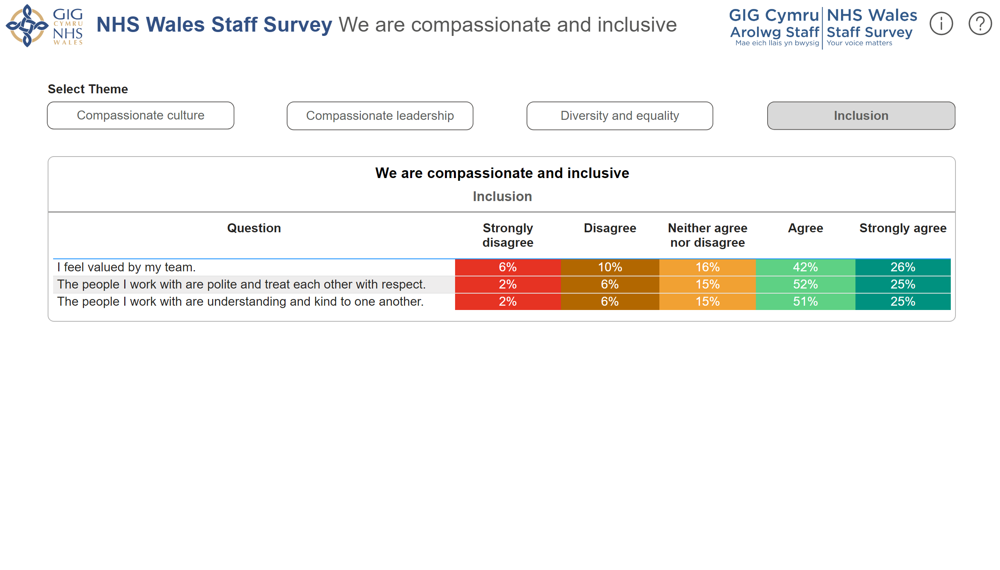 GIG
CYMRU
NHS
WALES
NHS Wales Staff Survey We are compassionate and inclusive
GIG Cymru NHS Wales
Arolwg Staff Staff Survey
Mae eich llais yn bwysig Your voice matters
i ?
Select Theme
Compassionate culture Compassionate leadership Diversity and equality Inclusion
We are compassionate and inclusive
Inclusion
Question Strongly Disagree Neither agree Agree Strongly agree
disagree nor disagree
I feel valued by my team. 6% 10% 16% 42% 26%
The people I work with are polite and treat each other with respect. 2% 6% 15% 52% 25%
The people I work with are understanding and kind to one another. 2% 6% 15% 51% 25%